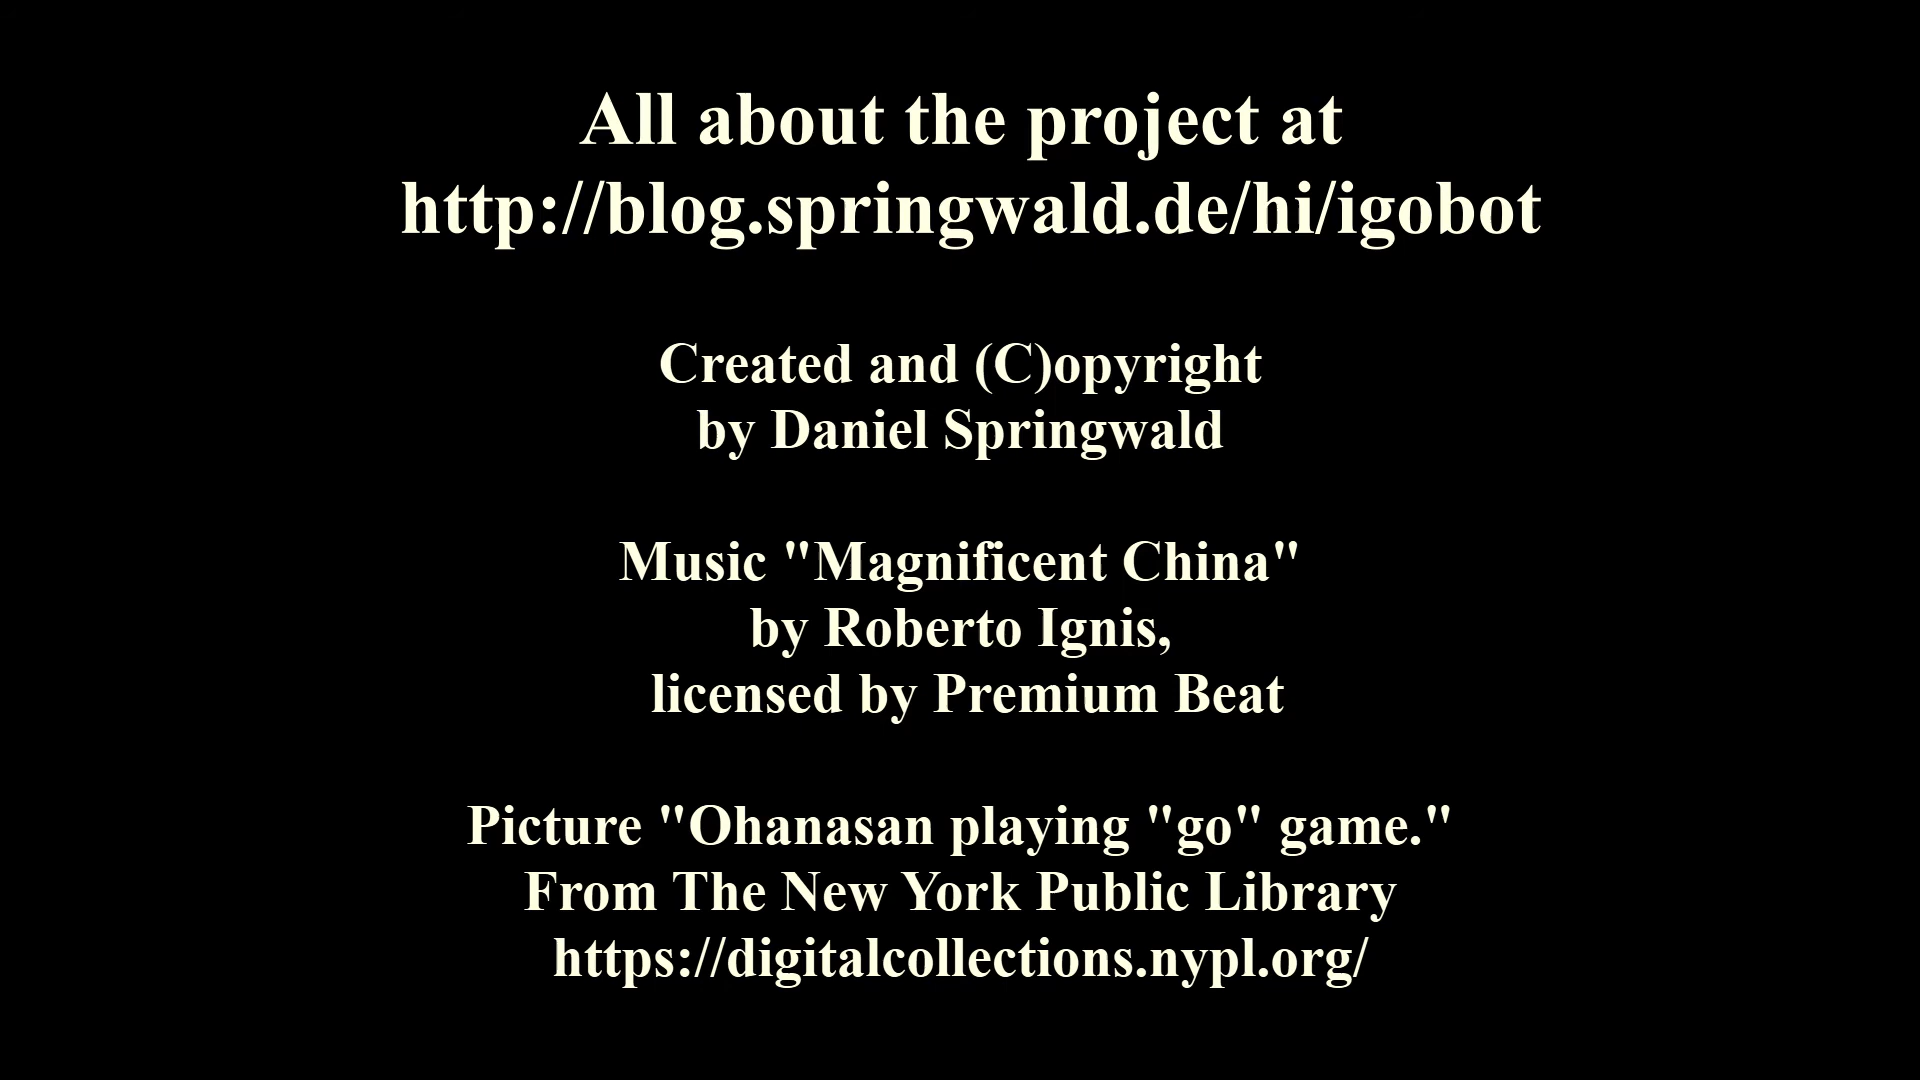 All about the project at
http://blog.springwald.de/hi/igobot
Created and (C)opyright
by Daniel Springwald
Music "Magnificent China"
by Roberto Ignis,
licensed by Premium Beat
Picture "Ohanasan playing "go" game."
From The New York Public Library
https://digitalcollections.nypl.org/